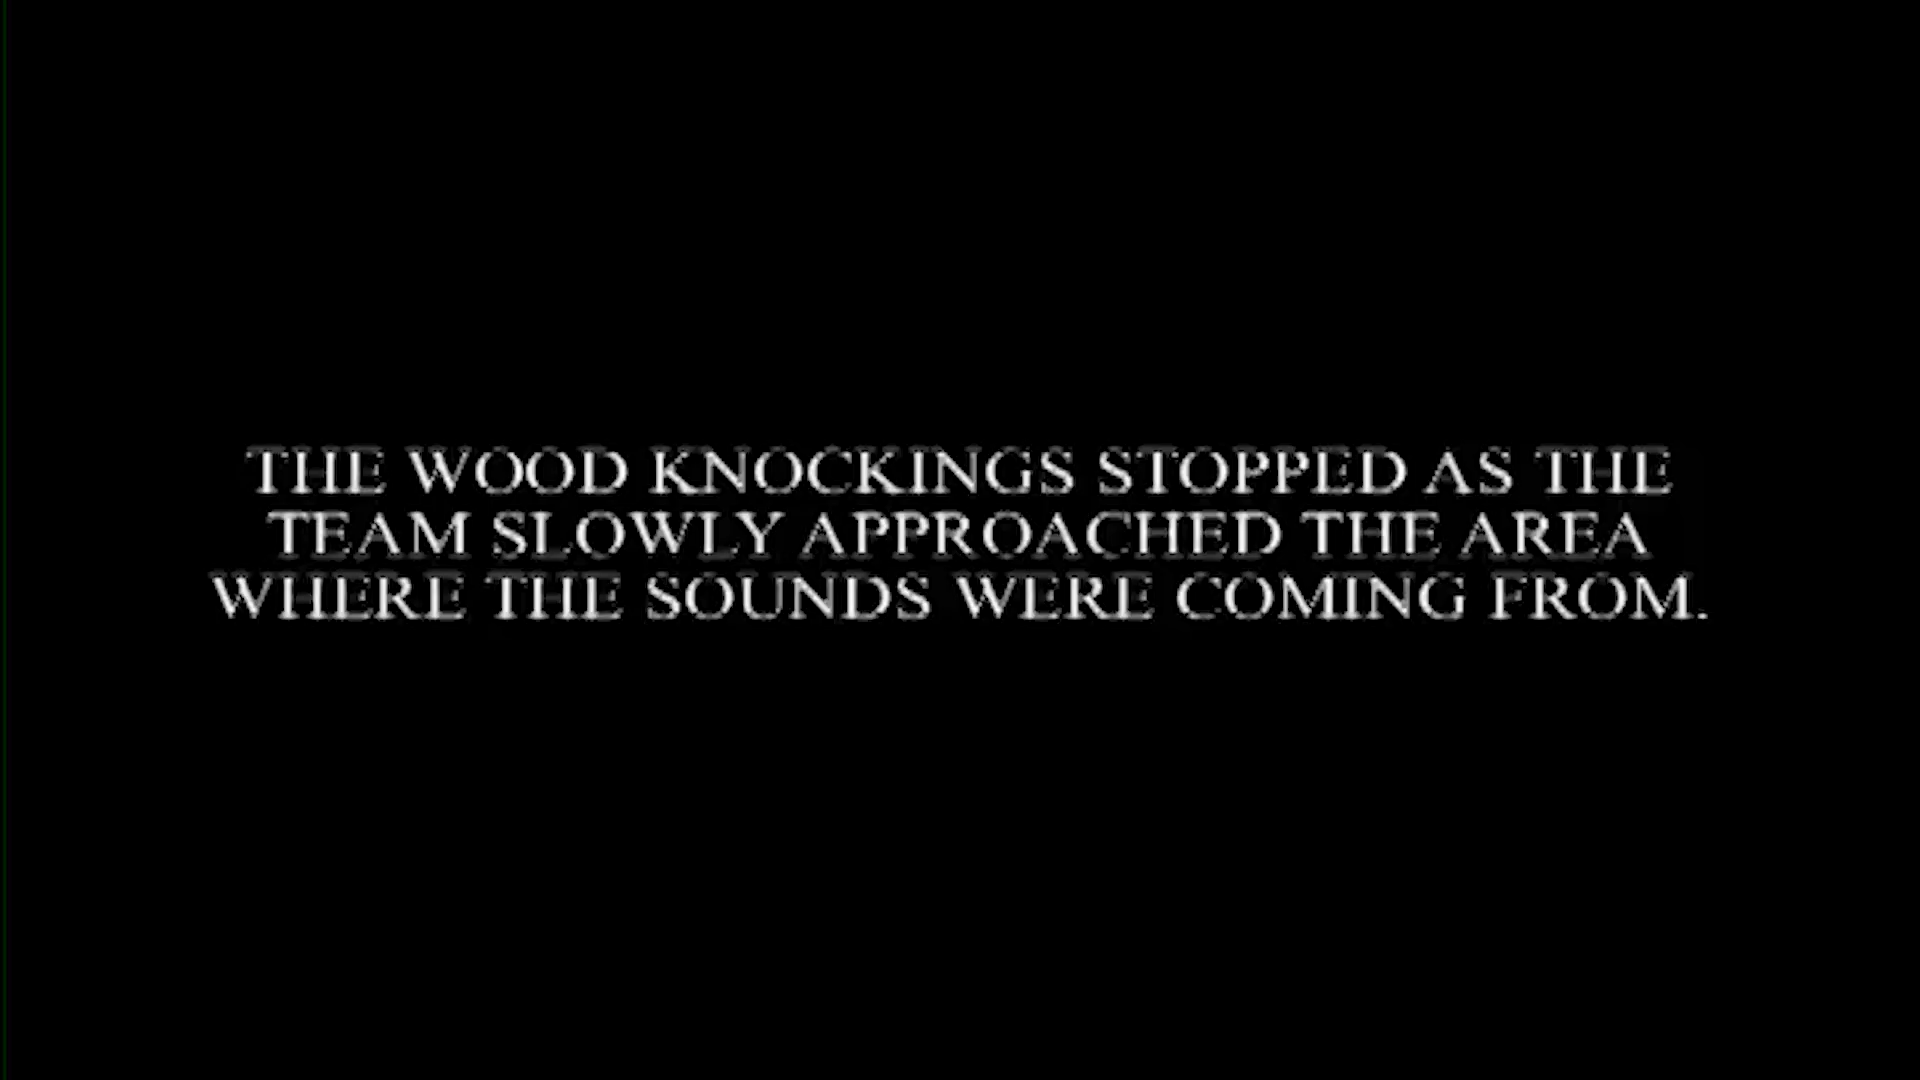 THE WOOD KNOCKINGS STOPPED AS THE
TEAM SLOWLY APPROACHED THE AREA
WHERE THE SOUNDS WERE COMING FROM.